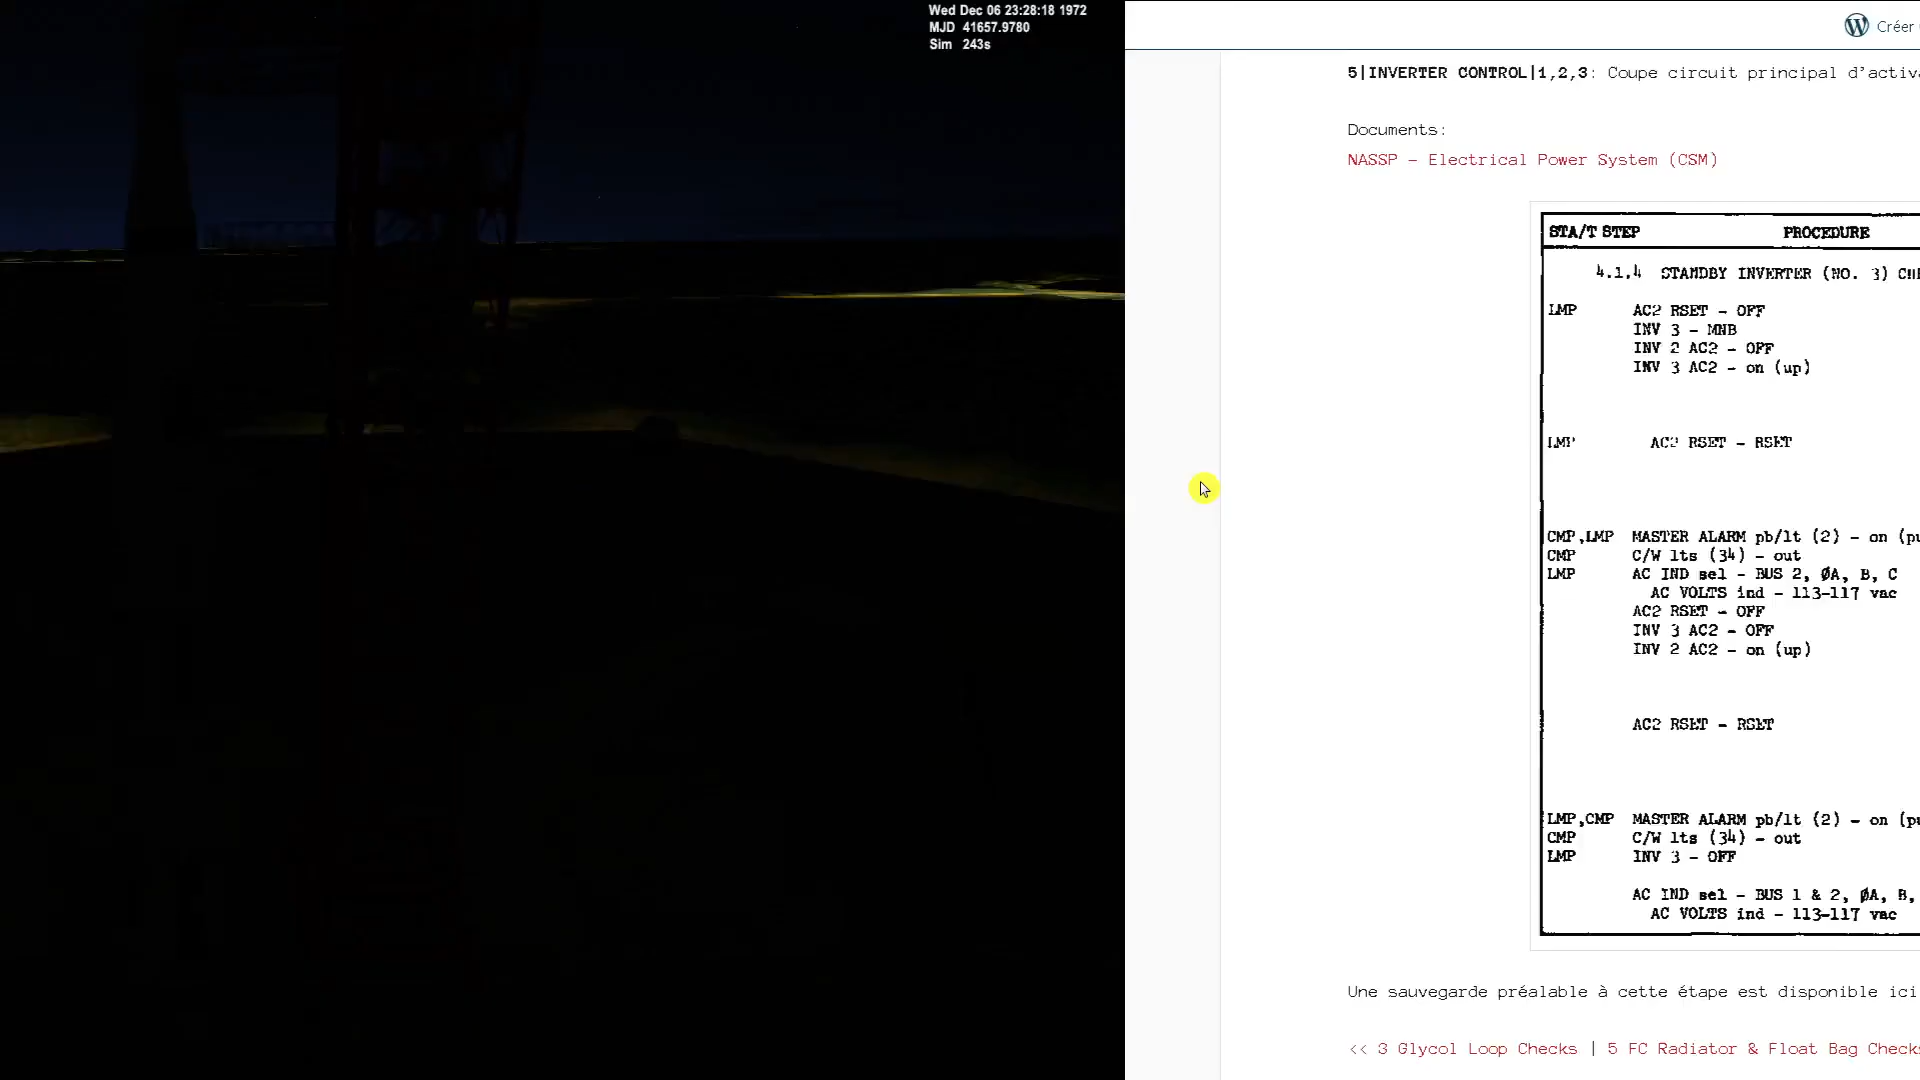 Wed Dec 06 23:28:18 1972
MJD 41657.9780
Sim 243s
Créer
5|INVERTER CONTROL|1,2,3: Coupe circuit principal d'activ
Documents:
NASSP – Electrical Power System (CSM)
STA/T STEP PROCEDURE
4.1.4 STANDBY INVERTER (NO. 3)
LMP AC2 RSET - OFF
INV 3 - MNB
INV 2 AC2 - OFF
INV 3 AC2 - on (up)
LMP AC2 RSET - RSET
CMP,LMP MASTER ALARM pb/lt (2) - on (pu
CMP C/W lts (34) - out
LMP AC IND sel - BUS 2, ØA, B, C
AC VOLTS ind - 113-117 vac
AC2 RSET - OFF
INV 3 AC2 - OFF
INV 2 AC2 - on (up)
AC2 RSET - RSET
LMP,CMP MASTER ALARM pb/lt (2) - on (pu
CMP C/W lts (34) - out
LMP INV 3 - OFF
AC IND sel - BUS 1 & 2, ØA, B,
AC VOLTS ind - 113-117 vac
Une sauvegarde préalable à cette étape est disponible ici
<< 3 Glycol Loop Checks | 5 FC Radiator & Float Bag Check